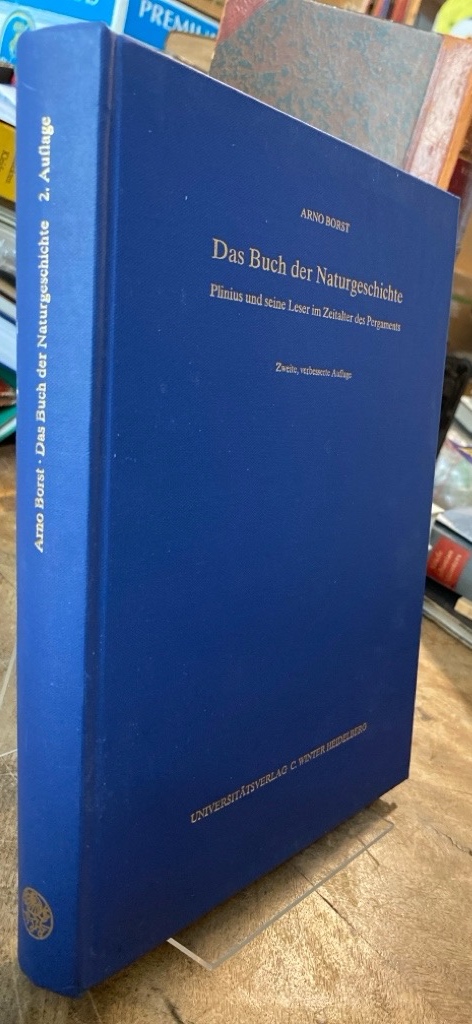 PREMIU
ARNO BORST
Das Buch der Naturgeschichte
Plinius und seine Leser im Zeitalter des Pergaments
Zweite, verbesserte Auflage
UNIVERSITÄTSVERLAG C. WINTER HEIDELBERG
Arno Borst · Das Buch der Naturgeschichte 2. Auflage